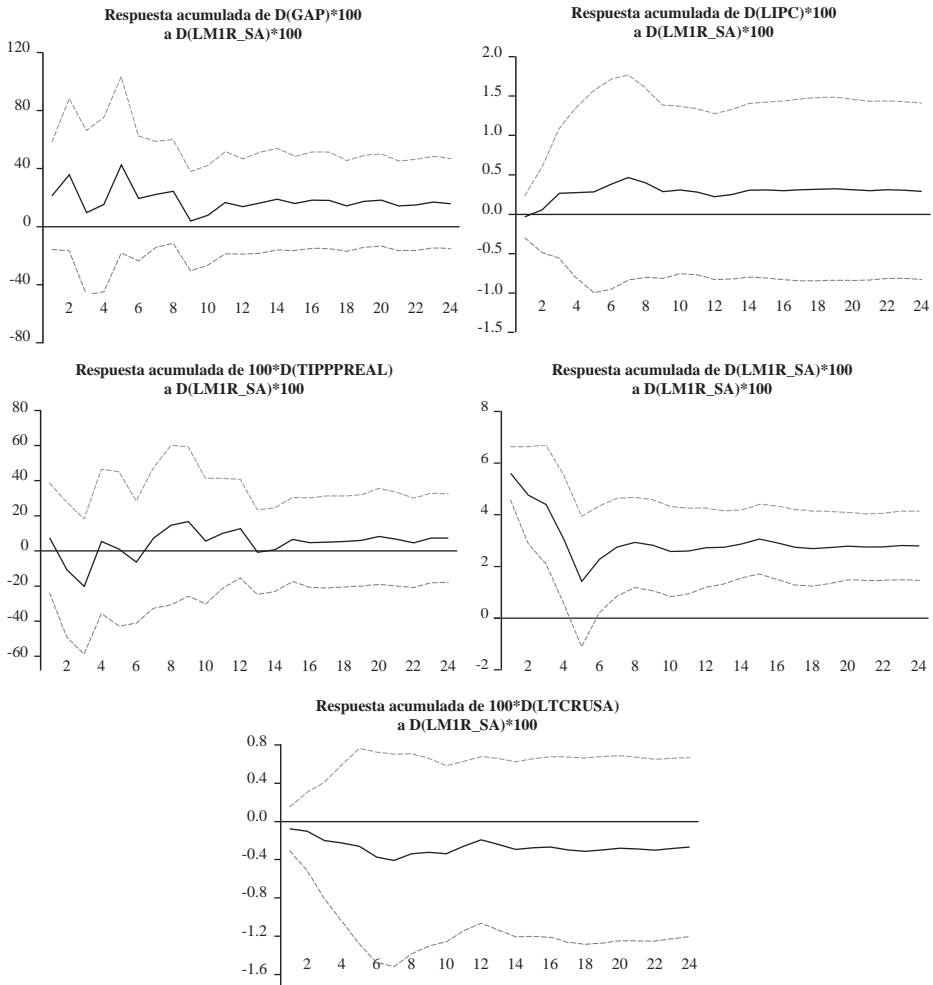 Respuesta acumulada de D(GAP)*100
a D(LM1R_SA)*100
120
80
40
0
-40
-80
2 4 6 8 10 12 14 16 18 20 22 24
Respuesta acumulada de D(LIPC)*100
a D(LM1R_SA)*100
2.0
1.5
1.0
0.5
0.0
-0.5
-1.0
-1.5
2 4 6 8 10 12 14 16 18 20 22 24
Respuesta acumulada de 100*D(TIPPPREAL)
a D(LM1R_SA)*100
80
60
40
20
0
-20
-40
-60
2 4 6 8 10 12 14 16 18 20 22 24
Respuesta acumulada de D(LM1R_SA)*100
a D(LM1R_SA)*100
8
6
4
2
0
-2
2 4 6 8 10 12 14 16 18 20 22 24
Respuesta acumulada de 100*D(LTCRUSA)
a D(LM1R_SA)*100
0.8
0.4
0.0
-0.4
-0.8
-1.2
-1.6
2 4 6 8 10 12 14 16 18 20 22 24